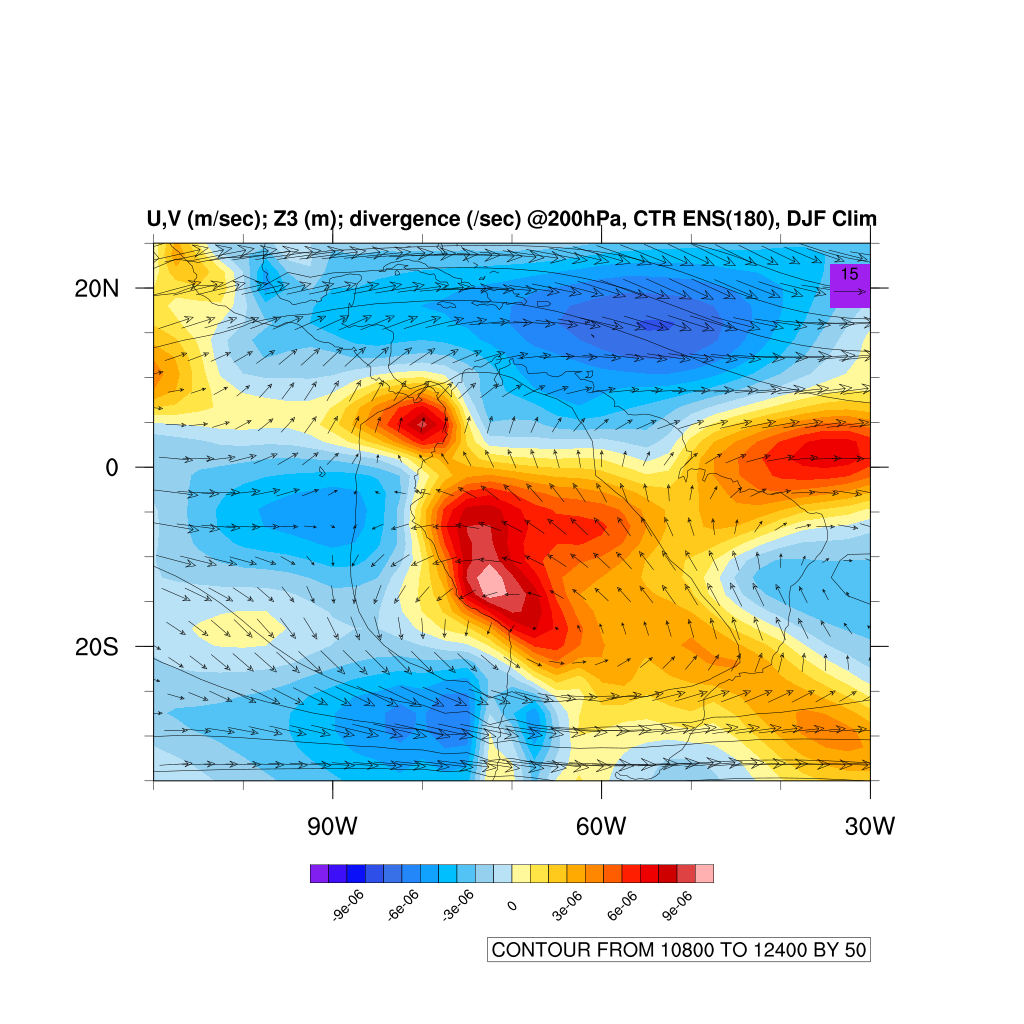 U,V (m/sec); Z3 (m); divergence (/sec) @200hPa, CTR ENS(180), DJF Clim
15
20N
0
20S
90W 60W 30W
-9e-06 -6e-06 -3e-06 0 3e-06 6e-06 9e-06
CONTOUR FROM 10800 TO 12400 BY 50